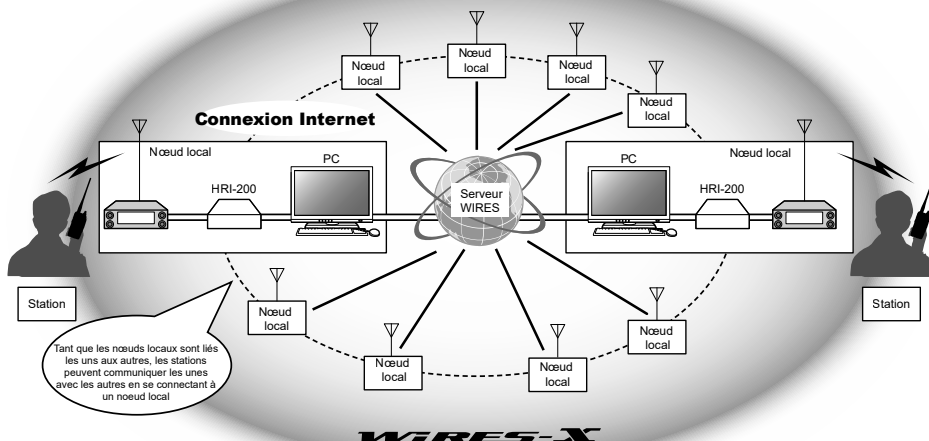 Nœud
local
Nœud
local
Nœud
local
Nœud
local
Connexion Internet
Nœud local
PC
HRI-200
Serveur
WIRES
PC
Nœud local
HRI-200
Station
Station
Nœud
local
Nœud
local
Nœud
local
Nœud
local
Tant que les nœuds locaux sont liés
les uns aux autres, les stations
peuvent communiquer les unes
avec les autres en se connectant à
un noeud local
WiRES-X